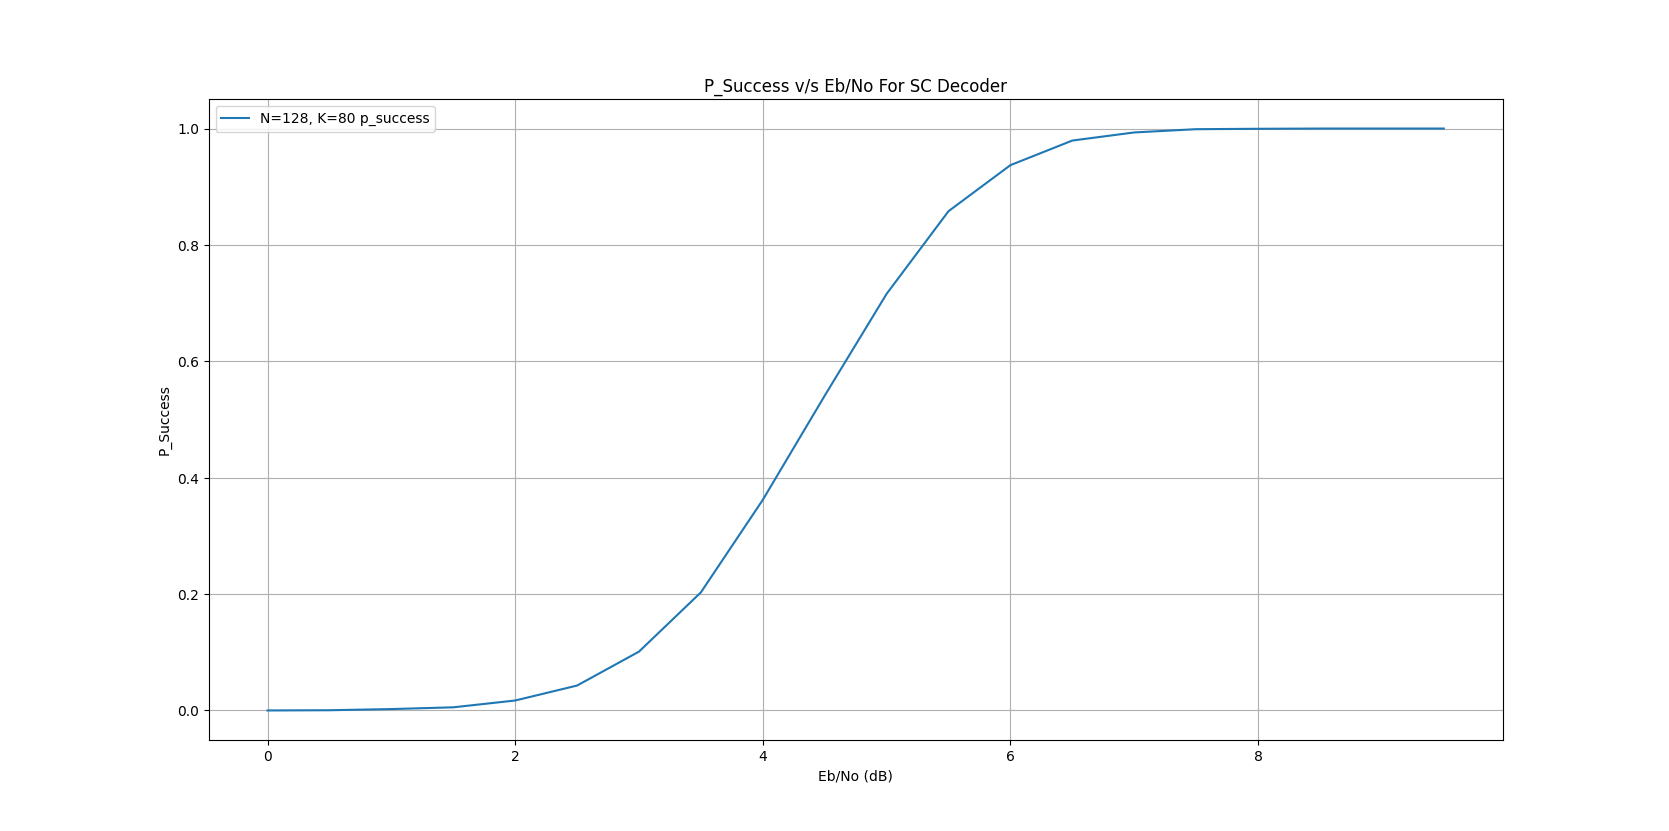 P_Success v/s Eb/No For SC Decoder
N=128, K=80 p_success
1.0
0.8
0.6
0.4
0.2
0.0
P_Success
0 2 4 6 8
Eb/No (dB)